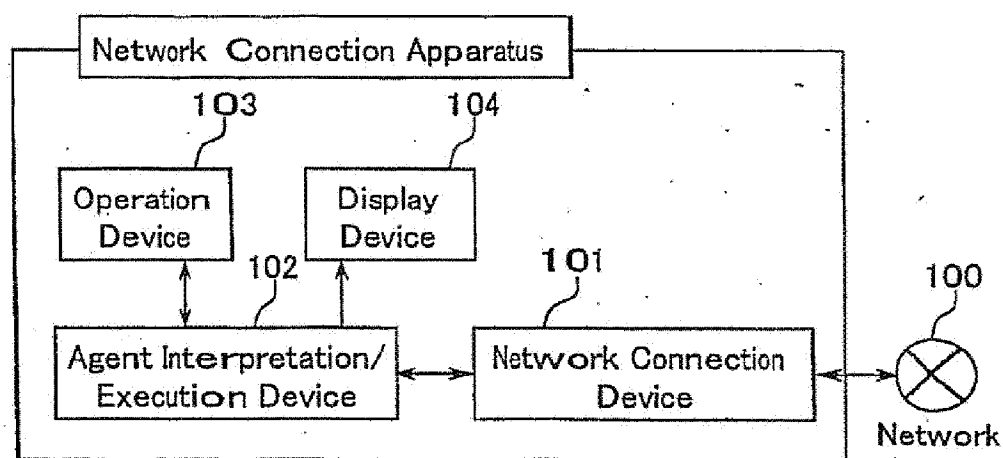 Network Connection Apparatus
103
104
Operation
Device
Display
Device
102
101
100
Agent Interpretation/
Execution Device
Network Connection
Device
Network